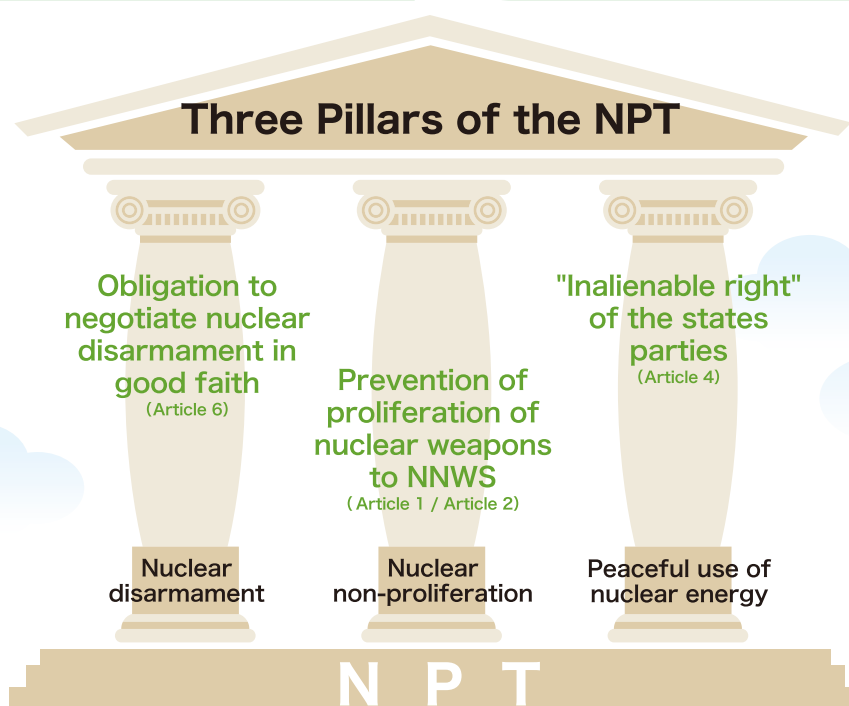 Three Pillars of the NPT
Obligation to
negotiate nuclear
disarmament in
good faith
(Article 6)
Nuclear
disarmament
Prevention of
proliferation of
nuclear weapons
to NNWS
( Article 1 / Article 2)
Nuclear
non-proliferation
"Inalienable right"
of the states
parties
(Article 4)
Peaceful use of
nuclear energy
N P T